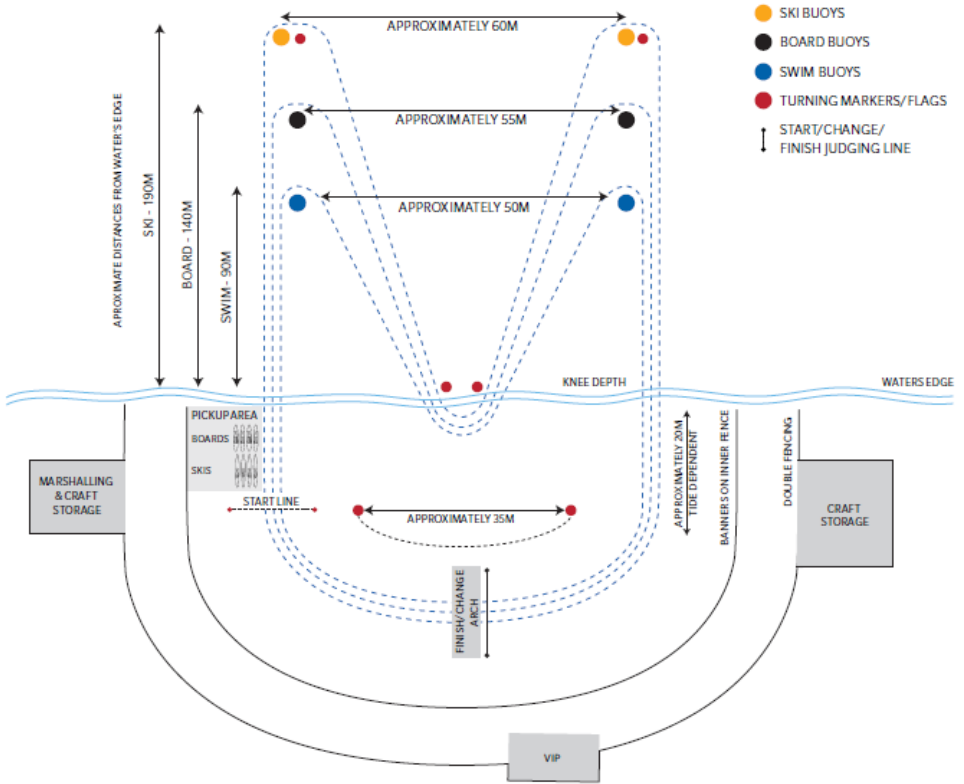 APPROXIMATELY 60M
SKI BUOYS
BOARD BUOYS
SWIM BUOYS
TURNING MARKERS/FLAGS
START/CHANGE/
FINISH JUDGING LINE
APPROXIMATELY 55M
APPROXIMATELY 50M
APROXIMATE DISTANCES FROM WATER'S EDGE
SKI - 190M
BOARD - 140M
SWIM - 90M
KNEE DEPTH
WATERS EDGE
PICKUP AREA
BOARDS
SKIS
MARSHALLING
& CRAFT
STORAGE
START LINE
APPROXIMATELY 35M
APPROXIMATELY 20M
TIDE DEPENDENT
BANNERS ON INNER FENCE
DOUBLE FENCING
CRAFT
STORAGE
FINISH/CHANGE
ARCH
VIP